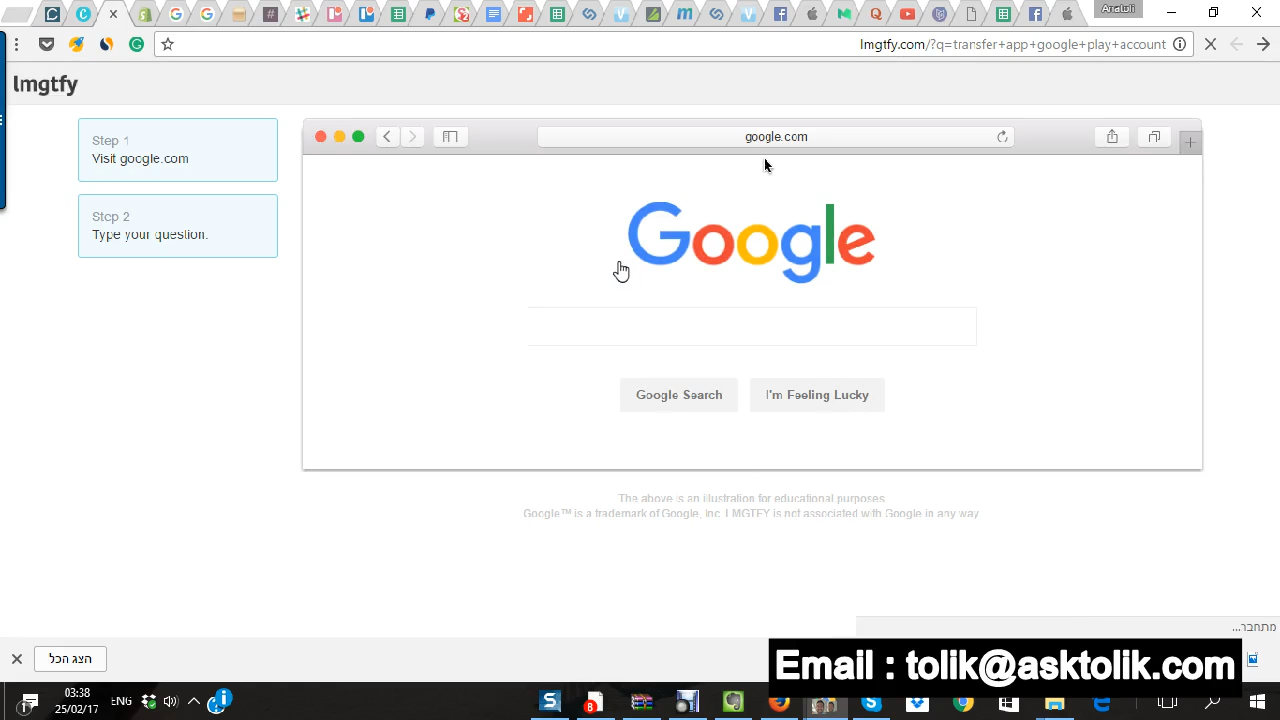 Anatoli
lmgtfy.com/?q=transfer+app+google+play+account
lmgtfy
Step 1
Visit google.com
Step 2
Type your question.
google.com
Google
Google Search
I'm Feeling Lucky
The above is an illustration for educational purposes
Google™ is a trademark of Google, Inc. LMGTFY is not associated with Google in any way
מתחבר...
הצג הכל
Email : tolik@asktolik.com
03:38
25/02/17
ENG
8